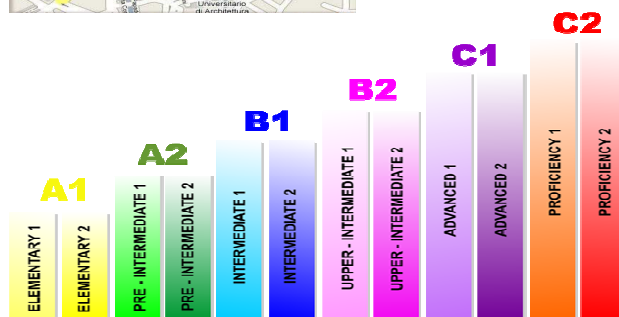 Universitario
di Architettura
C2
C1
B2
B1
A2
A1
ELEMENTARY 1
ELEMENTARY 2
PRE - INTERMEDIATE 1
PRE - INTERMEDIATE 2
INTERMEDIATE 1
INTERMEDIATE 2
UPPER - INTERMEDIATE 1
UPPER - INTERMEDIATE 2
ADVANCED 1
ADVANCED 2
PROFICIENCY 1
PROFICIENCY 2